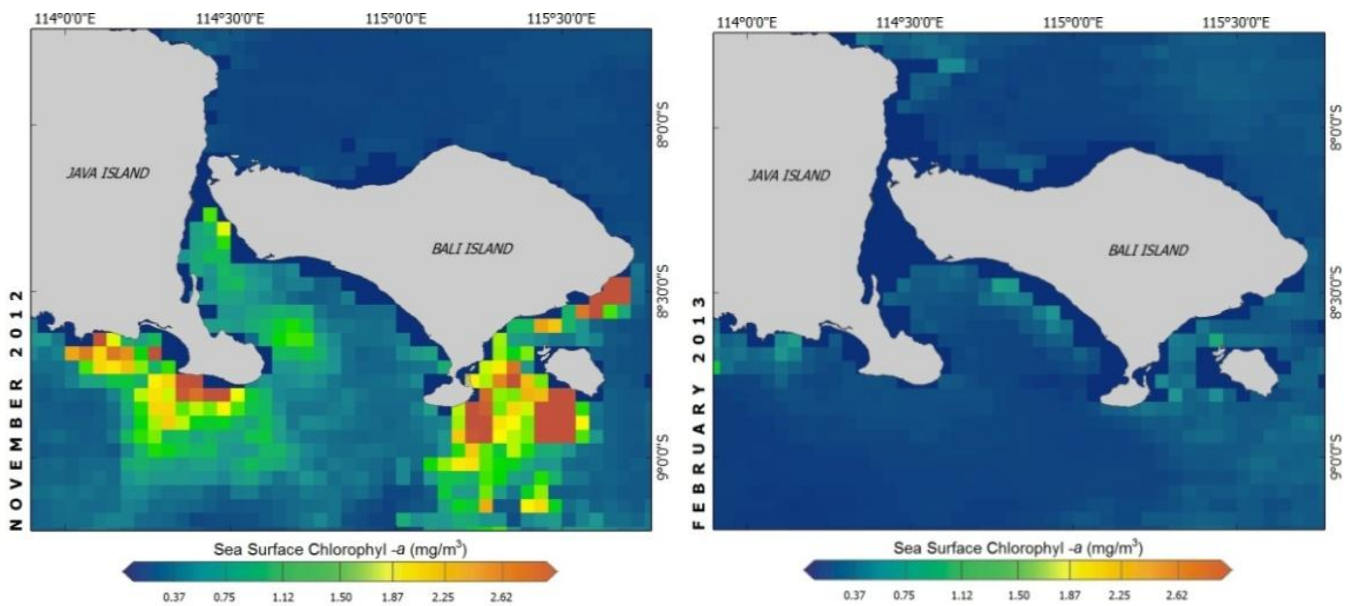 114°0'0"E 114°30'0"E 115°0'0"E 115°30'0"E
JAVA ISLAND
BALI ISLAND
8°0'0"S
8°30'0"S
9°0'0"S
NOVEMBER 2012
Sea Surface Chlorophyl -a (mg/m³)
0.37 0.75 1.12 1.50 1.87 2.25 2.62
114°0'0"E 114°30'0"E 115°0'0"E 115°30'0"E
JAVA ISLAND
BALI ISLAND
8°0'0"S
8°30'0"S
9°0'0"S
FEBRUARY 2013
Sea Surface Chlorophyl -a (mg/m³)
0.37 0.75 1.12 1.50 1.87 2.25 2.62